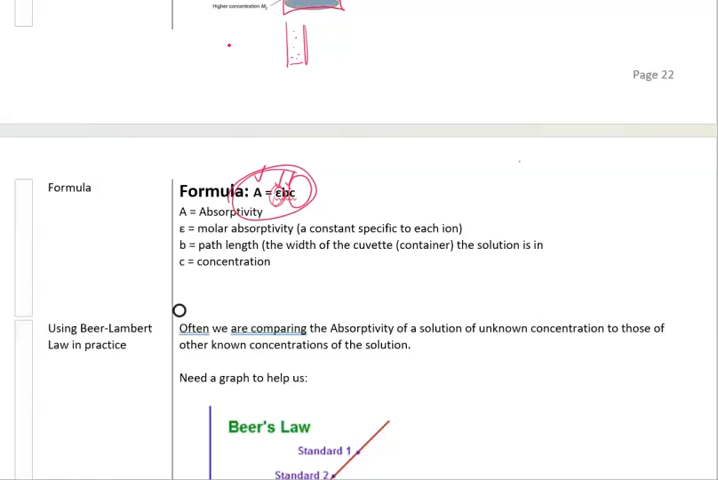 Higher concentration M₂
Page 22
Formula
Formula: A = εbc
A = Absorptivity
ε = molar absorptivity (a constant specific to each ion)
b = path length (the width of the cuvette (container) the solution is in
c = concentration
Using Beer-Lambert
Law in practice
Often we are comparing the Absorptivity of a solution of unknown concentration to those of
other known concentrations of the solution.
Need a graph to help us:
Beer's Law
Standard 1
Standard 2